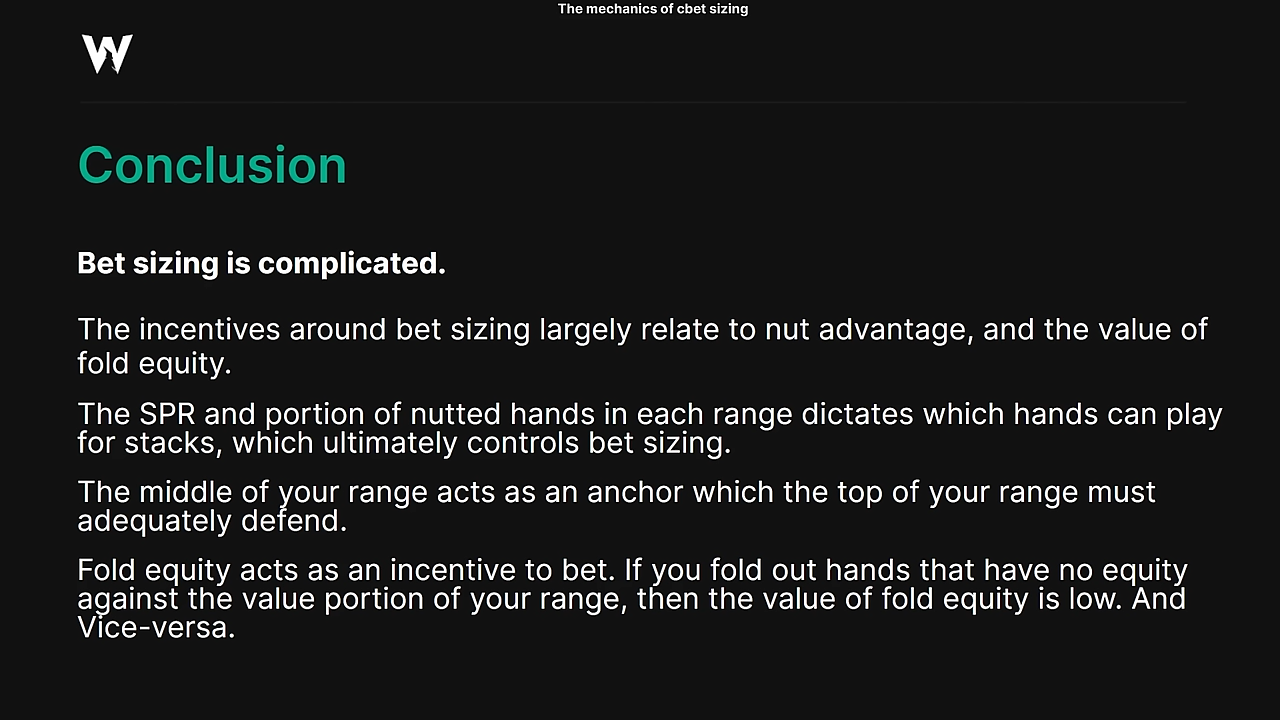 The mechanics of cbet sizing
W
Conclusion
Bet sizing is complicated.
The incentives around bet sizing largely relate to nut advantage, and the value of
fold equity.
The SPR and portion of nutted hands in each range dictates which hands can play
for stacks, which ultimately controls bet sizing.
The middle of your range acts as an anchor which the top of your range must
adequately defend.
Fold equity acts as an incentive to bet. If you fold out hands that have no equity
against the value portion of your range, then the value of fold equity is low. And
Vice-versa.